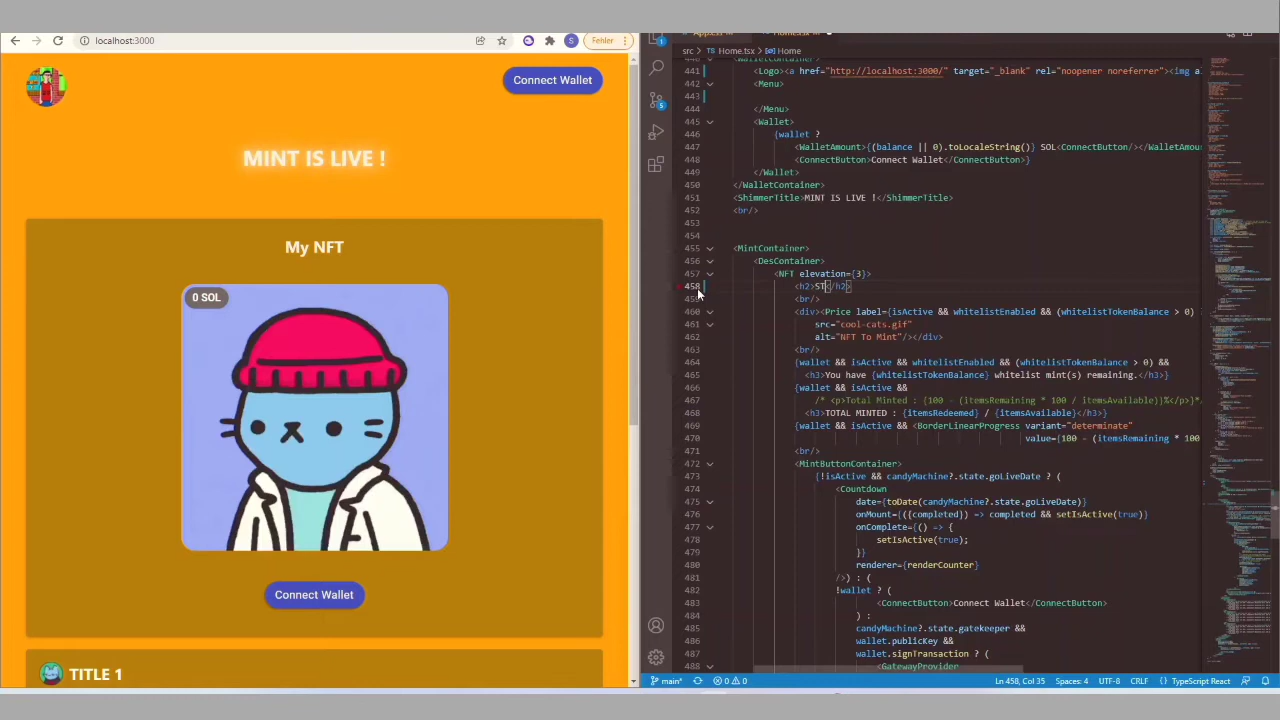 localhost:3000
S
Fehler
Connect Wallet
MINT IS LIVE !
My NFT
0 SOL
Connect Wallet
TITLE 1
src > Home.tsx > Home
441 <Logo><a href="http://localhost:3000/" target="_blank" rel="noopener noreferrer"><img a
442 <Menu>
443
444 </Menu>
445 <Wallet>
446 {wallet ?
447 <WalletAmount>{(balance || 0).toLocaleString()} SOL<ConnectButton/></WalletAmou
448 <ConnectButton>Connect Wallet</ConnectButton>}
449 </Wallet>
450 </WalletContainer>
451 <ShimmerTitle>MINT IS LIVE !</ShimmerTitle>
452 <br/>
453
454
455 <MintContainer>
456 <DesContainer>
457 <NFT elevation={3}>
458 <h2>ST</h2>
<br/>
460 <div><Price label={isActive && whitelistEnabled && (whitelistTokenBalance > 0)
461 src="cool-cats.gif"
462 alt="NFT To Mint"/></div>
463 <br/>
464 {wallet && isActive && whitelistEnabled && (whitelistTokenBalance > 0) &&
465 <h3>You have {whitelistTokenBalance} whitelist mint(s) remaining.</h3>}
466 {wallet && isActive &&
467 /* <p>Total Minted : {100 - (itemsRemaining * 100 / itemsAvailable)}%</p>}*
468 <h3>TOTAL MINTED : {itemsRedeemed} / {itemsAvailable}</h3>}
469 {wallet && isActive && <BorderLinearProgress variant="determinate"
470 value={100 - (itemsRemaining * 100
471 <br/>
472 <MintButtonContainer>
473 {!isActive && candyMachine?.state.goLiveDate ? (
474 <Countdown
475 date={toDate(candyMachine?.state.goLiveDate)}
476 onMount={({completed}) => completed && setIsActive(true)}
477 onComplete={() => {
478 setIsActive(true);
479 }}
480 renderer={renderCounter}
481 />) : (
482 !wallet ? (
483 <ConnectButton>Connect Wallet</ConnectButton>
484 ) :
485 candyMachine?.state.gatekeeper &&
486 wallet.publicKey &&
487 wallet.signTransaction ? (
488 <GatewayProvider
main* 0 0 Ln 458, Col 35 Spaces: 4 UTF-8 CRLF TypeScript React